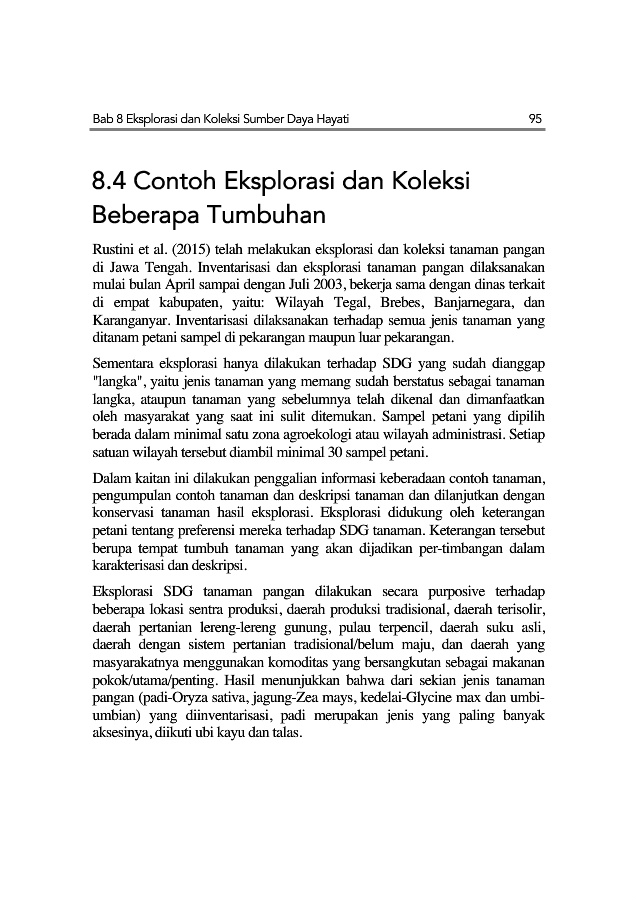 Bab 8 Eksplorasi dan Koleksi Sumber Daya Hayati 95
8.4 Contoh Eksplorasi dan Koleksi
Beberapa Tumbuhan
Rustini et al. (2015) telah melakukan eksplorasi dan koleksi tanaman pangan
di Jawa Tengah. Inventarisasi dan eksplorasi tanaman pangan dilaksanakan
mulai bulan April sampai dengan Juli 2003, bekerja sama dengan dinas terkait
di empat kabupaten, yaitu: Wilayah Tegal, Brebes, Banjarnegara, dan
Karanganyar. Inventarisasi dilaksanakan terhadap semua jenis tanaman yang
ditanam petani sampel di pekarangan maupun luar pekarangan.
Sementara eksplorasi hanya dilakukan terhadap SDG yang sudah dianggap
"langka", yaitu jenis tanaman yang memang sudah berstatus sebagai tanaman
langka, ataupun tanaman yang sebelumnya telah dikenal dan dimanfaatkan
oleh masyarakat yang saat ini sulit ditemukan. Sampel petani yang dipilih
berada dalam minimal satu zona agroekologi atau wilayah administrasi. Setiap
satuan wilayah tersebut diambil minimal 30 sampel petani.
Dalam kaitan ini dilakukan penggalian informasi keberadaan contoh tanaman,
pengumpulan contoh tanaman dan deskripsi tanaman dan dilanjutkan dengan
konservasi tanaman hasil eksplorasi. Eksplorasi didukung oleh keterangan
petani tentang preferensi mereka terhadap SDG tanaman. Keterangan tersebut
berupa tempat tumbuh tanaman yang akan dijadikan per-timbangan dalam
karakterisasi dan deskripsi.
Eksplorasi SDG tanaman pangan dilakukan secara purposive terhadap
beberapa lokasi sentra produksi, daerah produksi tradisional, daerah terisolir,
daerah pertanian lereng-lereng gunung, pulau terpencil, daerah suku asli,
daerah dengan sistem pertanian tradisional/belum maju, dan daerah yang
masyarakatnya menggunakan komoditas yang bersangkutan sebagai makanan
pokok/utama/penting. Hasil menunjukkan bahwa dari sekian jenis tanaman
pangan (padi-Oryza sativa, jagung-Zea mays, kedelai-Glycine max dan umbi-
umbian) yang diinventarisasi, padi merupakan jenis yang paling banyak
aksesinya, diikuti ubi kayu dan talas.